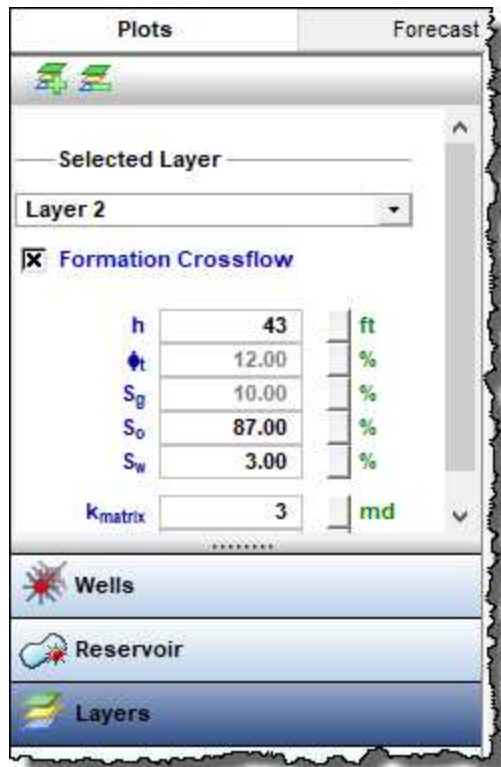 Plots Forecast
Selected Layer
Layer 2
Formation Crossflow
h 43 ft
ϕt 12.00 %
Sg 10.00 %
So 87.00 %
Sw 3.00 %
kmatrix 3 md
Wells
Reservoir
Layers